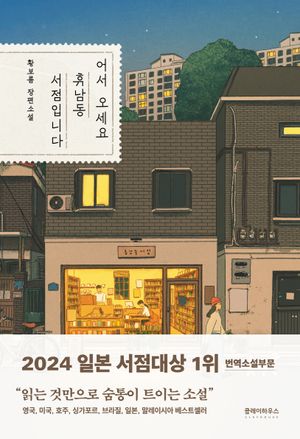 어서 오세요
휴남동
서점입니다
황보름 장편소설
휴남동 서점
2024 일본 서점대상 1위 번역소설부문
“읽는 것만으로 숨통이 트이는 소설”
영국, 미국, 호주, 싱가포르, 브라질, 일본, 말레이시아 베스트셀러
클레이하우스
CLAYHOUSE